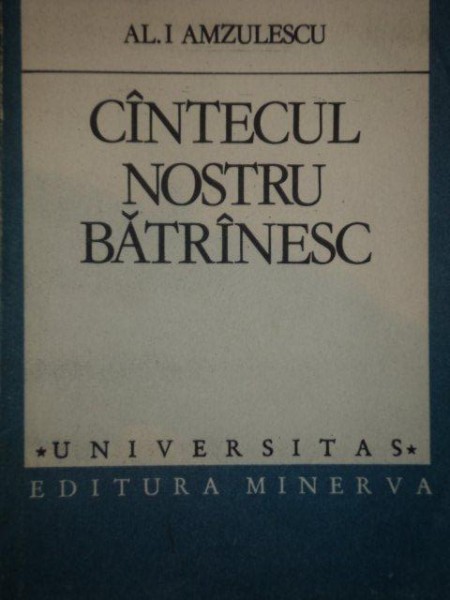 AL. I AMZULESCU
CÎNTECUL
NOSTRU
BĂTRÎNESC
★UNIVERSITAS★
EDITURA MINERVA